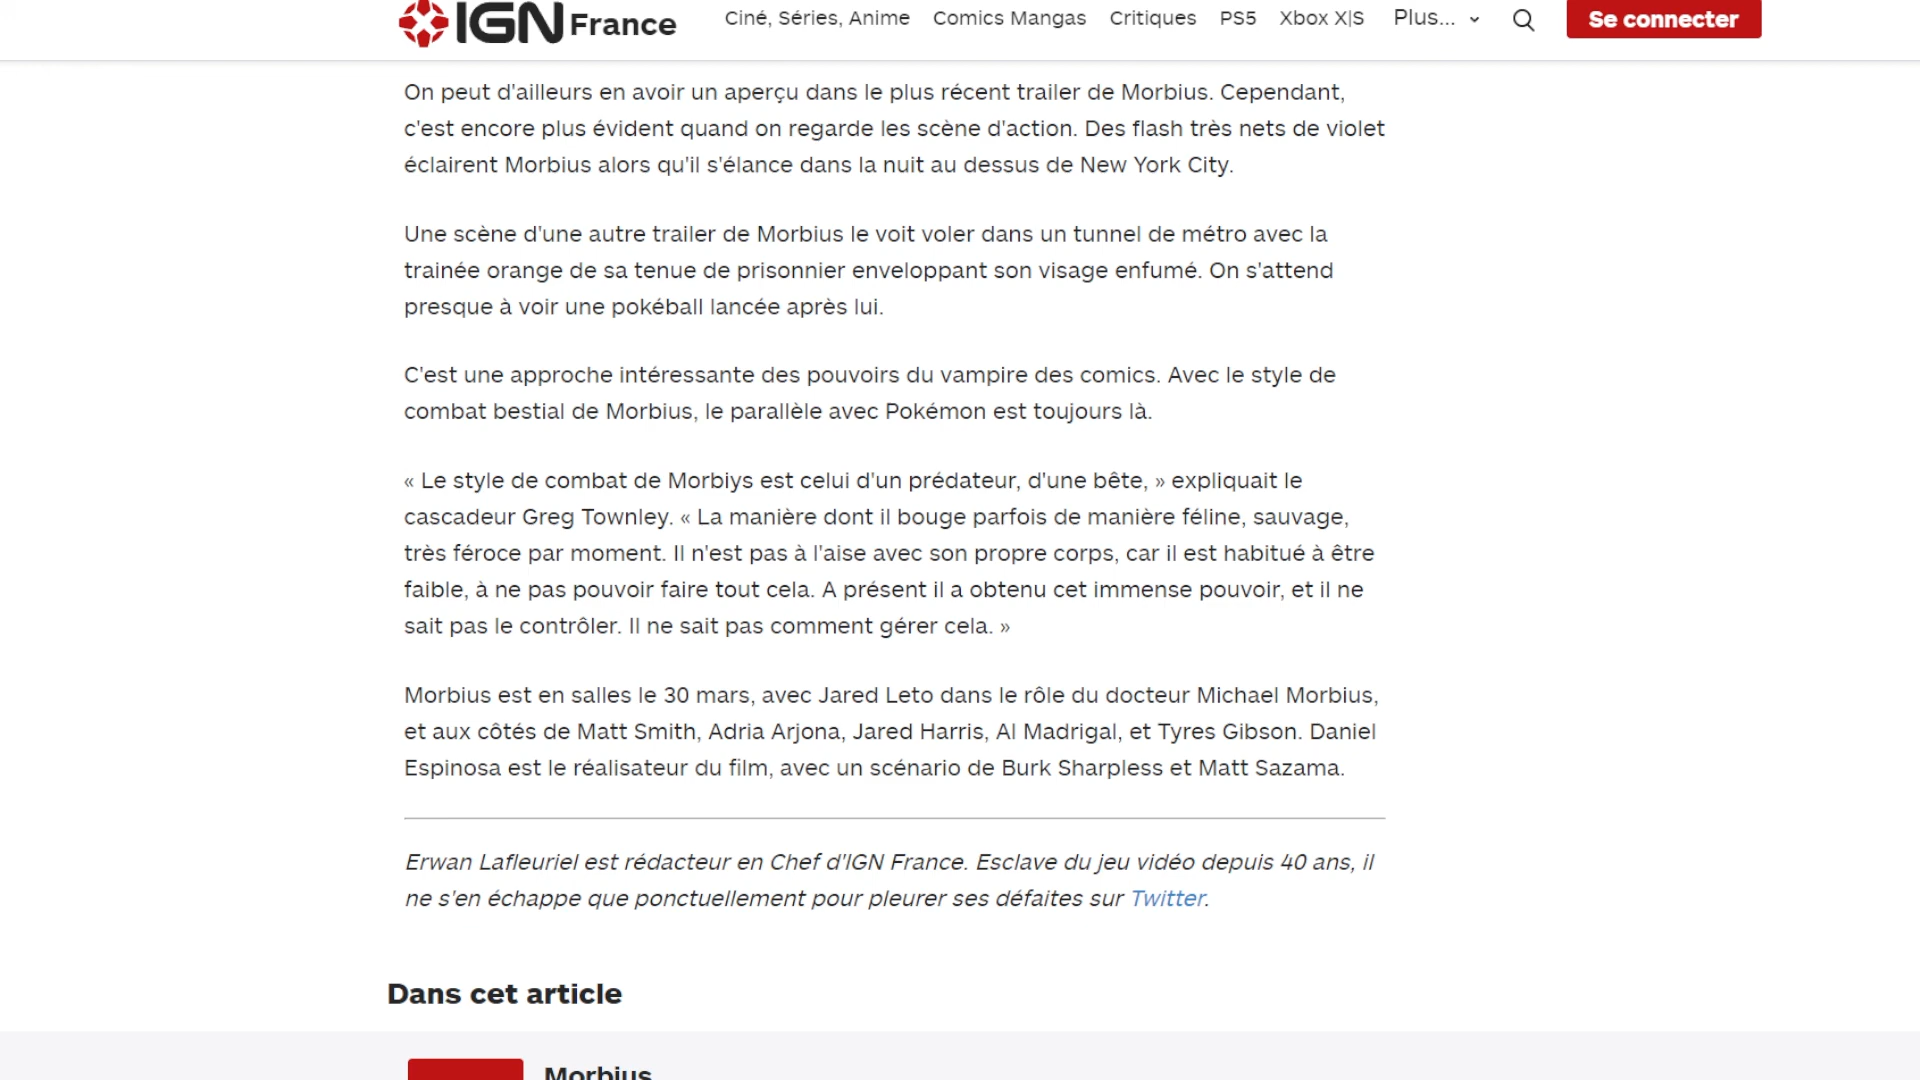 IGN France
Ciné, Séries, Anime Comics Mangas Critiques PS5 Xbox X|S Plus... Se connecter
On peut d'ailleurs en avoir un aperçu dans le plus récent trailer de Morbius. Cependant,
c'est encore plus évident quand on regarde les scène d'action. Des flash très nets de violet
éclairent Morbius alors qu'il s'élance dans la nuit au dessus de New York City.
Une scène d'une autre trailer de Morbius le voit voler dans un tunnel de métro avec la
trainée orange de sa tenue de prisonnier enveloppant son visage enfumé. On s'attend
presque à voir une pokéball lancée après lui.
C'est une approche intéressante des pouvoirs du vampire des comics. Avec le style de
combat bestial de Morbius, le parallèle avec Pokémon est toujours là.
« Le style de combat de Morbiys est celui d'un prédateur, d'une bête, » expliquait le
cascadeur Greg Townley. « La manière dont il bouge parfois de manière féline, sauvage,
très féroce par moment. Il n'est pas à l'aise avec son propre corps, car il est habitué à être
faible, à ne pas pouvoir faire tout cela. A présent il a obtenu cet immense pouvoir, et il ne
sait pas le contrôler. Il ne sait pas comment gérer cela. »
Morbius est en salles le 30 mars, avec Jared Leto dans le rôle du docteur Michael Morbius,
et aux côtés de Matt Smith, Adria Arjona, Jared Harris, Al Madrigal, et Tyres Gibson. Daniel
Espinosa est le réalisateur du film, avec un scénario de Burk Sharpless et Matt Sazama.
Erwan Lafleuriel est rédacteur en Chef d'IGN France. Esclave du jeu vidéo depuis 40 ans, il
ne s'en échappe que ponctuellement pour pleurer ses défaites sur Twitter.
Dans cet article
Morbius